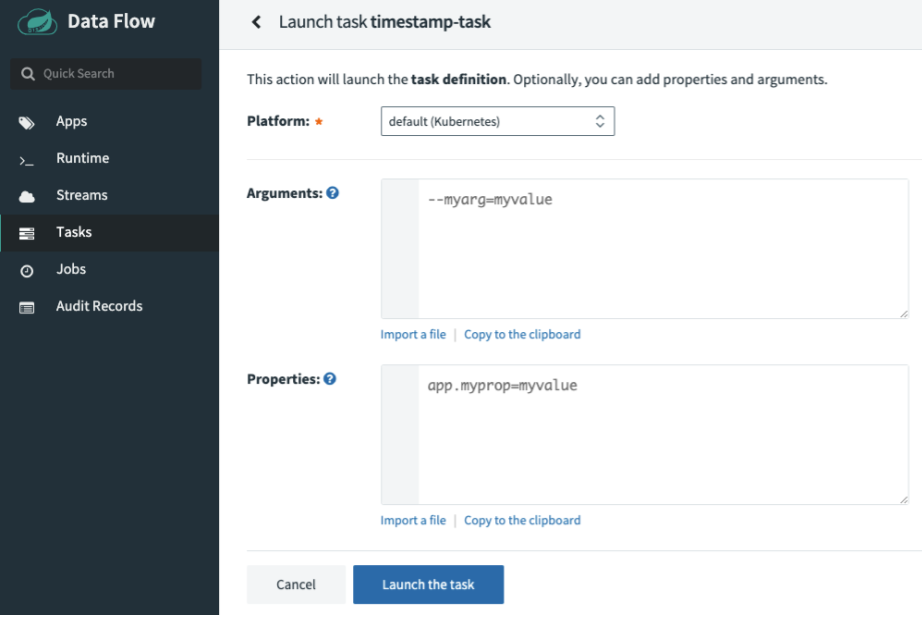 Data Flow
Quick Search
Apps
Runtime
Streams
Tasks
Jobs
Audit Records
Launch task timestamp-task
This action will launch the task definition. Optionally, you can add properties and arguments.
Platform: *
default (Kubernetes)
Arguments: ?
--myarg=myvalue
Import a file | Copy to the clipboard
Properties: ?
app.myprop=myvalue
Import a file | Copy to the clipboard
Cancel
Launch the task